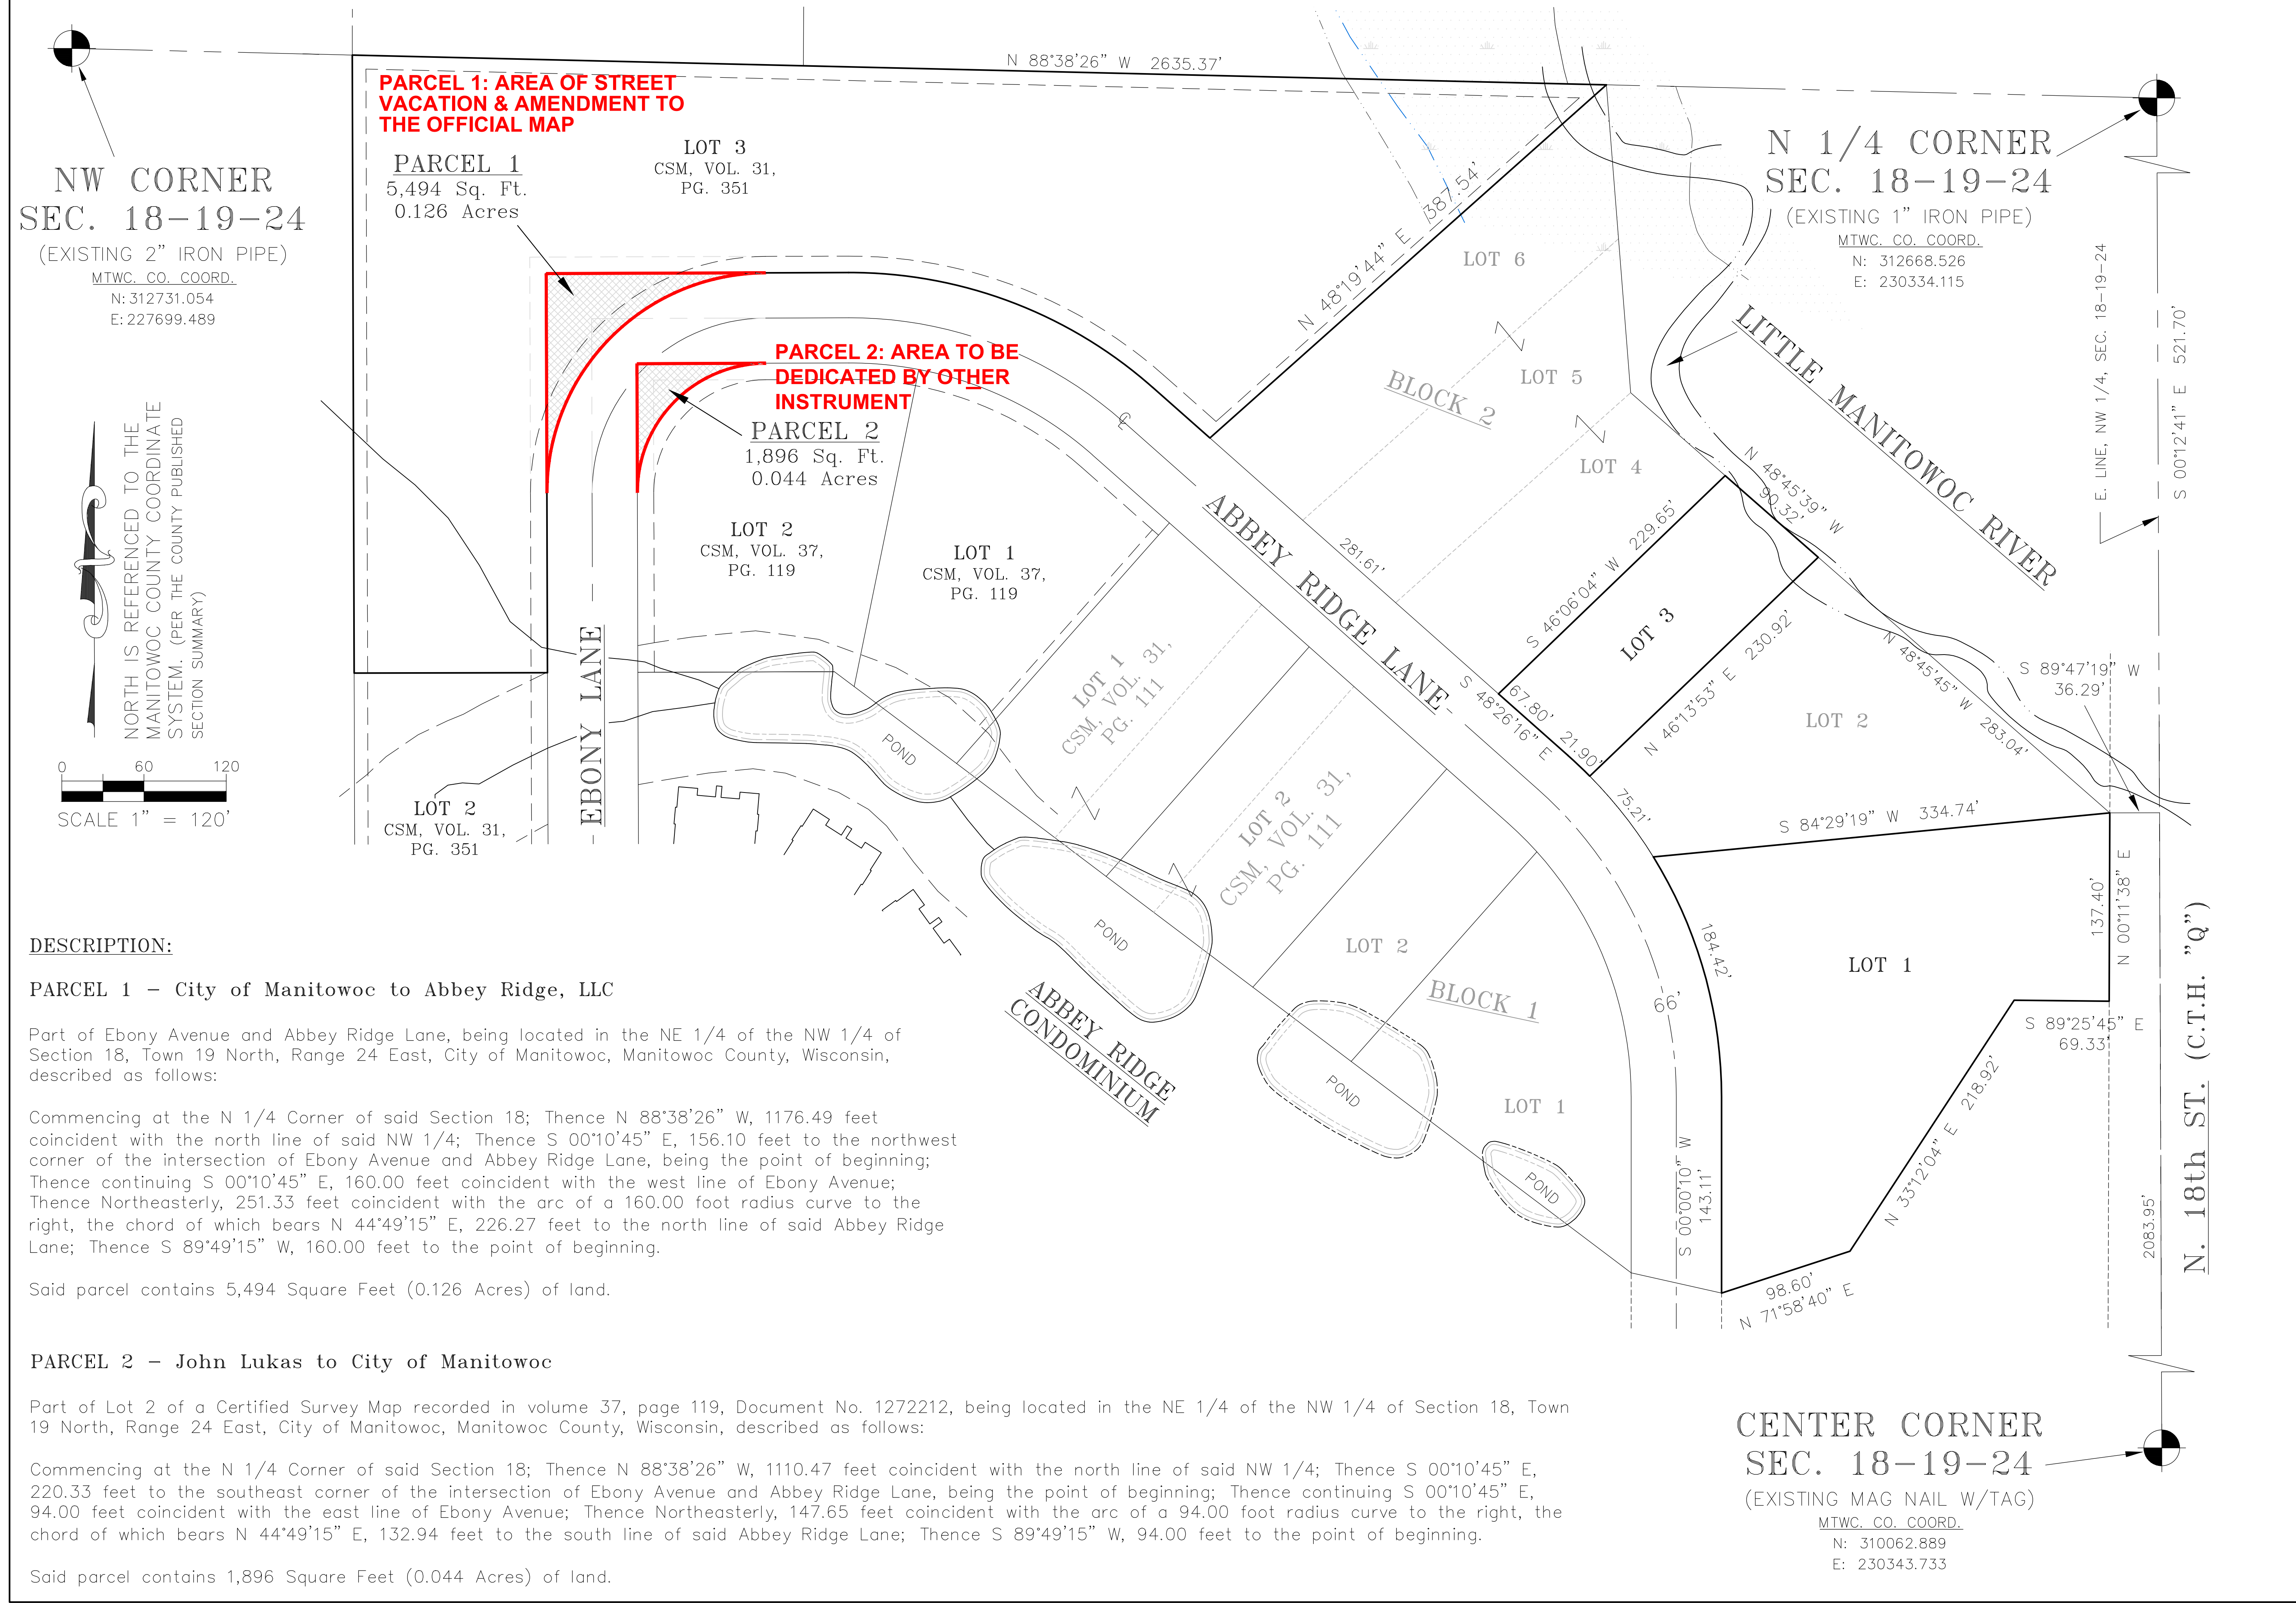 N 88°38'26" W 2635.37'
PARCEL 1: AREA OF STREET
VACATION & AMENDMENT TO
THE OFFICIAL MAP
PARCEL 1
5,494 Sq. Ft.
0.126 Acres
LOT 3
CSM, VOL. 31,
PG. 351
NW CORNER
SEC. 18-19-24
(EXISTING 2" IRON PIPE)
MTWC. CO. COORD.
N: 312731.054
E: 227699.489
N 1/4 CORNER
SEC. 18-19-24
(EXISTING 1" IRON PIPE)
MTWC. CO. COORD.
N: 312668.526
E: 230334.115
N 48°19'44" E 387.54'
LOT 6
LOT 5
BLOCK 2
LOT 4
LITTLE MANITOWOC RIVER
E. LINE, NW 1/4, SEC. 18-19-24
S 00°12'41" E 521.70'
PARCEL 2: AREA TO BE
DEDICATED BY OTHER
INSTRUMENT
PARCEL 2
1,896 Sq. Ft.
0.044 Acres
NORTH IS REFERENCED TO THE
MANITOWOC COUNTY COORDINATE
SYSTEM. (PER THE COUNTY PUBLISHED
SECTION SUMMARY)
0 60 120
SCALE 1" = 120'
LOT 2
CSM, VOL. 37,
PG. 119
LOT 1
CSM, VOL. 37,
PG. 119
EBONY LANE
LOT 2
CSM, VOL. 31,
PG. 351
ABBEY RIDGE LANE
281.61'
S 46°06'04" W 229.65'
N 48°45'39" W
90.32'
LOT 3
N 46°13'53" E 230.92'
67.80'
21.90'
S 48°26'16" E
75.21'
N 48°45'45" W 283.04'
LOT 2
S 89°47'19" W
36.29'
S 84°29'19" W 334.74'
LOT 1
CSM, VOL. 31,
PG. 111
LOT 2
CSM, VOL. 31,
PG. 111
POND
POND
POND
POND
LOT 2
BLOCK 1
LOT 1
ABBEY RIDGE
CONDOMINIUM
184.42'
66'
LOT 1
137.40'
N 00°11'38" E
S 89°25'45" E
69.33'
N 33°12'04" E 218.92'
S 00°00'10" W
143.11'
98.60'
N 71°58'40" E
2083.95'
N. 18th ST. (C.T.H. "Q")
CENTER CORNER
SEC. 18-19-24
(EXISTING MAG NAIL W/TAG)
MTWC. CO. COORD.
N: 310062.889
E: 230343.733
DESCRIPTION:
PARCEL 1 - City of Manitowoc to Abbey Ridge, LLC
Part of Ebony Avenue and Abbey Ridge Lane, being located in the NE 1/4 of the NW 1/4 of
Section 18, Town 19 North, Range 24 East, City of Manitowoc, Manitowoc County, Wisconsin,
described as follows:
Commencing at the N 1/4 Corner of said Section 18; Thence N 88°38'26" W, 1176.49 feet
coincident with the north line of said NW 1/4; Thence S 00°10'45" E, 156.10 feet to the northwest
corner of the intersection of Ebony Avenue and Abbey Ridge Lane, being the point of beginning;
Thence continuing S 00°10'45" E, 160.00 feet coincident with the west line of Ebony Avenue;
Thence Northeasterly, 251.33 feet coincident with the arc of a 160.00 foot radius curve to the
right, the chord of which bears N 44°49'15" E, 226.27 feet to the north line of said Abbey Ridge
Lane; Thence S 89°49'15" W, 160.00 feet to the point of beginning.
Said parcel contains 5,494 Square Feet (0.126 Acres) of land.
PARCEL 2 - John Lukas to City of Manitowoc
Part of Lot 2 of a Certified Survey Map recorded in volume 37, page 119, Document No. 1272212, being located in the NE 1/4 of the NW 1/4 of Section 18, Town
19 North, Range 24 East, City of Manitowoc, Manitowoc County, Wisconsin, described as follows:
Commencing at the N 1/4 Corner of said Section 18; Thence N 88°38'26" W, 1110.47 feet coincident with the north line of said NW 1/4; Thence S 00°10'45" E,
220.33 feet to the southeast corner of the intersection of Ebony Avenue and Abbey Ridge Lane, being the point of beginning; Thence continuing S 00°10'45" E,
94.00 feet coincident with the east line of Ebony Avenue; Thence Northeasterly, 147.65 feet coincident with the arc of a 94.00 foot radius curve to the right, the
chord of which bears N 44°49'15" E, 132.94 feet to the south line of said Abbey Ridge Lane; Thence S 89°49'15" W, 94.00 feet to the point of beginning.
Said parcel contains 1,896 Square Feet (0.044 Acres) of land.